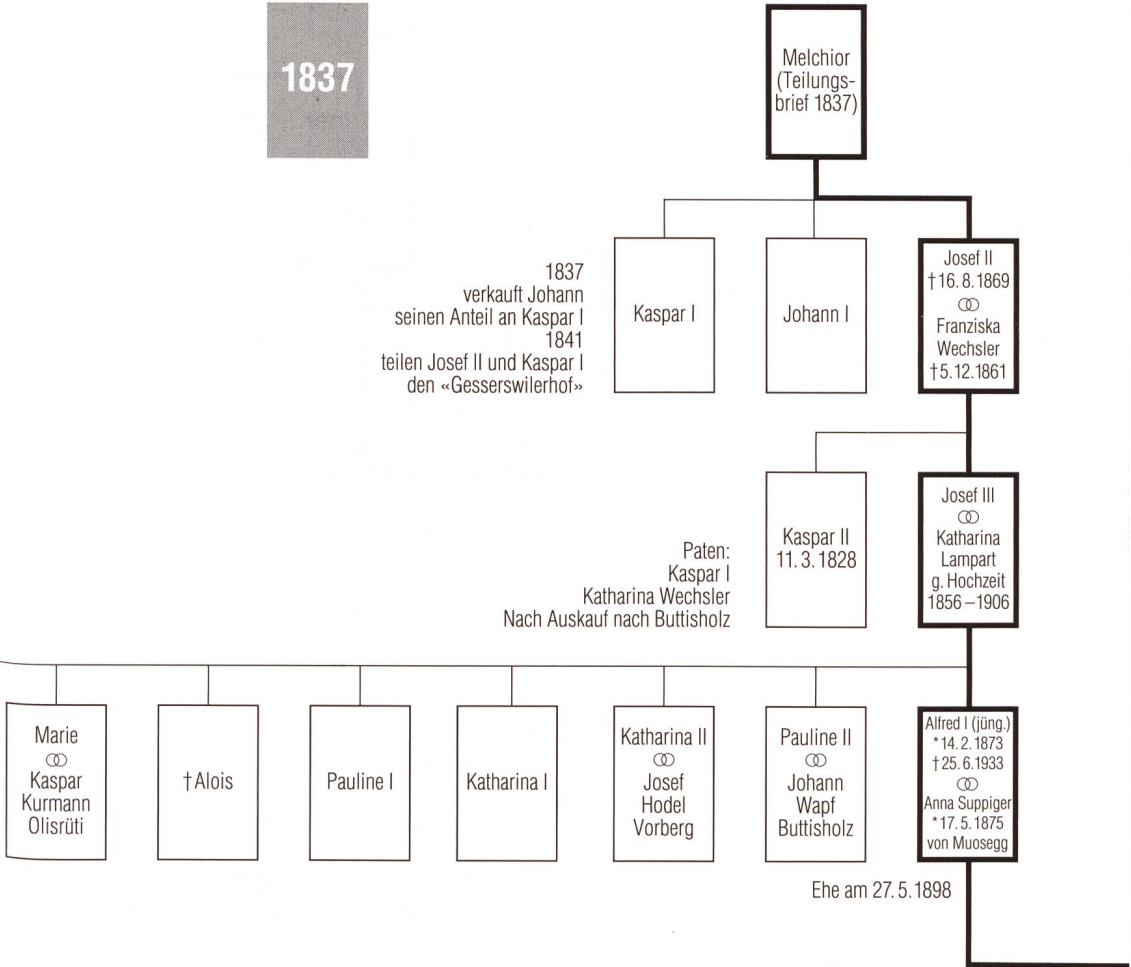 1837
Melchior
(Teilungs-
brief 1837)
1837
verkauft Johann
seinen Anteil an Kaspar I
1841
teilen Josef II und Kaspar I
den «Gesserswilerhof»
Kaspar I
Johann I
Josef II
†16. 8. 1869
⚭
Franziska
Wechsler
†5.12.1861
Paten:
Kaspar I
Katharina Wechsler
Nach Auskauf nach Buttisholz
Kaspar II
11. 3. 1828
Josef III
⚭
Katharina
Lampart
g. Hochzeit
1856–1906
Marie
⚭
Kaspar
Kurmann
Olisrüti
†Alois
Pauline I
Katharina I
Katharina II
⚭
Josef
Hodel
Vorberg
Pauline II
⚭
Johann
Wapf
Buttisholz
Alfred I (jüng.)
*14. 2. 1873
†25. 6. 1933
⚭
Anna Suppiger
*17. 5. 1875
von Muosegg
Ehe am 27. 5. 1898